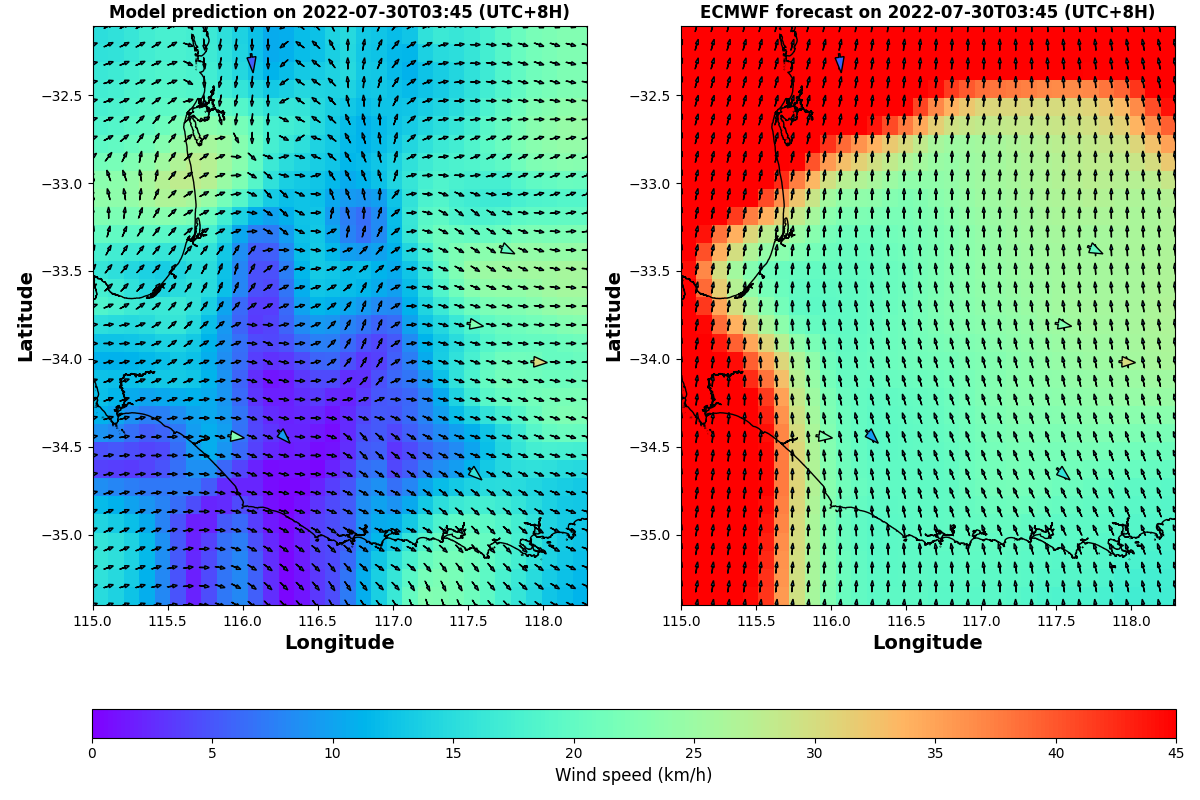 Model prediction on 2022-07-30T03:45 (UTC+8H)
ECMWF forecast on 2022-07-30T03:45 (UTC+8H)
−32.5
−33.0
−33.5
−34.0
−34.5
−35.0
Latitude
115.0 115.5 116.0 116.5 117.0 117.5 118.0
Longitude
−32.5
−33.0
−33.5
−34.0
−34.5
−35.0
Latitude
115.0 115.5 116.0 116.5 117.0 117.5 118.0
Longitude
0 5 10 15 20 25 30 35 40 45
Wind speed (km/h)